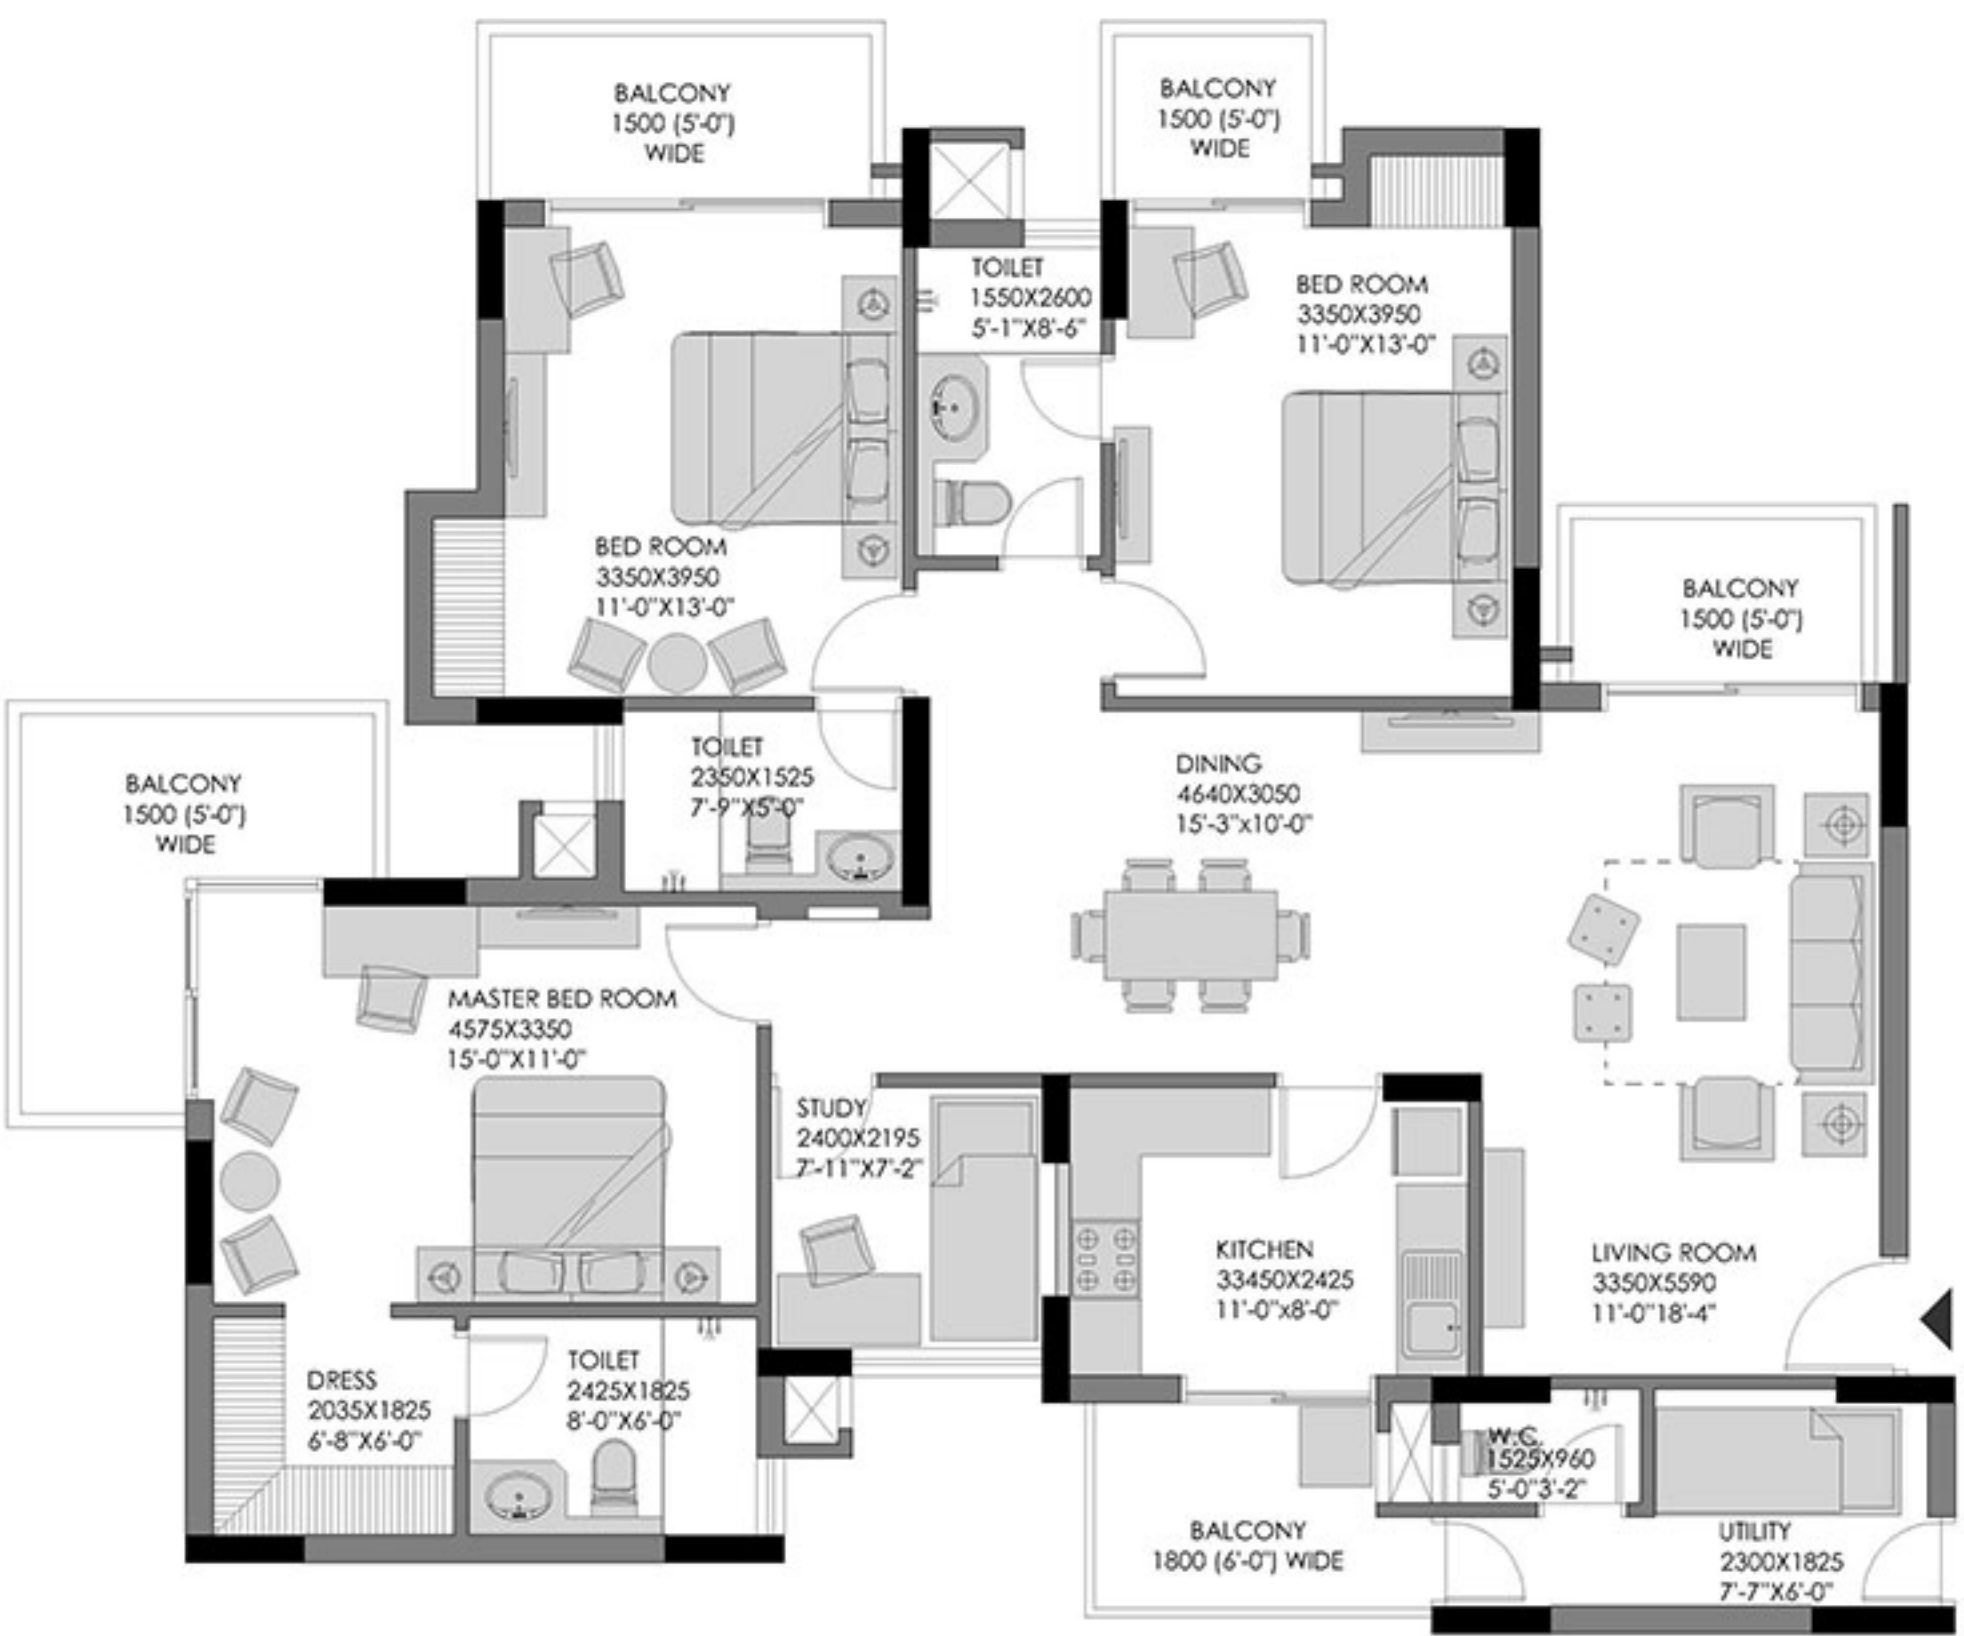 BALCONY
1500 (5'-0")
WIDE
BALCONY
1500 (5'-0")
WIDE
TOILET
1550X2600
5'-1"X8'-6"
BED ROOM
3350X3950
11'-0"X13'-0"
BED ROOM
3350X3950
11'-0"X13'-0"
BALCONY
1500 (5'-0")
WIDE
TOILET
2350X1525
7'-9"X5'-0"
DINING
4640X3050
15'-3"x10'-0"
BALCONY
1500 (5'-0")
WIDE
MASTER BED ROOM
4575X3350
15'-0"X11'-0"
STUDY
2400X2195
7'-11"X7'-2"
KITCHEN
33450X2425
11'-0"x8'-0"
LIVING ROOM
3350X5590
11'-0"18'-4"
DRESS
2035X1825
6'-8"X6'-0"
TOILET
2425X1825
8'-0"X6'-0"
W.C.
1525X960
5'-0"3'-2"
BALCONY
1800 (6'-0") WIDE
UTILITY
2300X1825
7'-7"X6'-0"